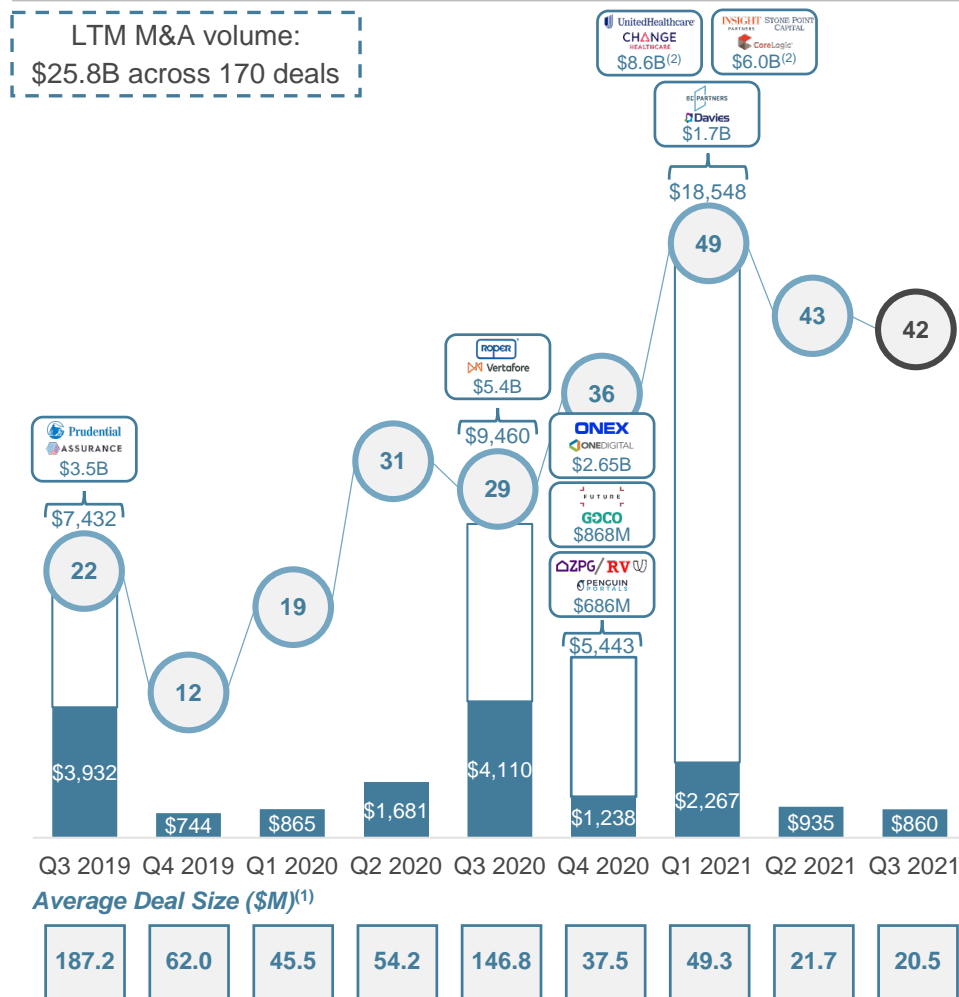 LTM M&A volume:
$25.8B across 170 deals
UnitedHealthcare
CHANGE
HEALTHCARE
$8.6B(2)
INSIGHT PARTNERS STONE POINT CAPITAL
CoreLogic
$6.0B(2)
BC PARTNERS
Davies
$1.7B
$18,548
49
43
42
ROPER
Vertafore
$5.4B
$9,460
36
ONEX
ONEDIGITAL
$2.65B
FUTURE
GOCO
$868M
ZPG/ RVU
PENGUIN
PORTALS
$686M
$5,443
Prudential
ASSURANCE
$3.5B
$7,432
22
12
19
31
29
$3,932
$744
$865
$1,681
$4,110
$1,238
$2,267
$935
$860
Q3 2019 Q4 2019 Q1 2020 Q2 2020 Q3 2020 Q4 2020 Q1 2021 Q2 2021 Q3 2021
Average Deal Size ($M)(1)
187.2 62.0 45.5 54.2 146.8 37.5 49.3 21.7 20.5